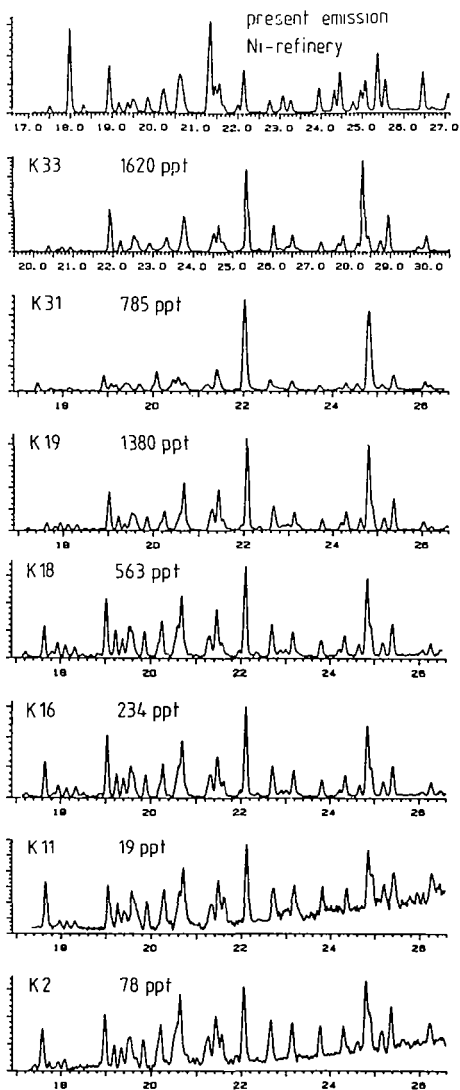 present emission
Ni-refinery
17.0 18.0 19.0 20.0 21.0 22.0 23.0 24.0 25.0 26.0 27.0
K33 1620 ppt
20.0 21.0 22.0 23.0 24.0 25.0 26.0 27.0 28.0 29.0 30.0
K31 785 ppt
18 20 22 24 26
K19 1380 ppt
18 20 22 24 26
K18 563 ppt
18 20 22 24 26
K16 234 ppt
18 20 22 24 26
K11 19 ppt
18 20 22 24 26
K2 78 ppt
18 20 22 24 26